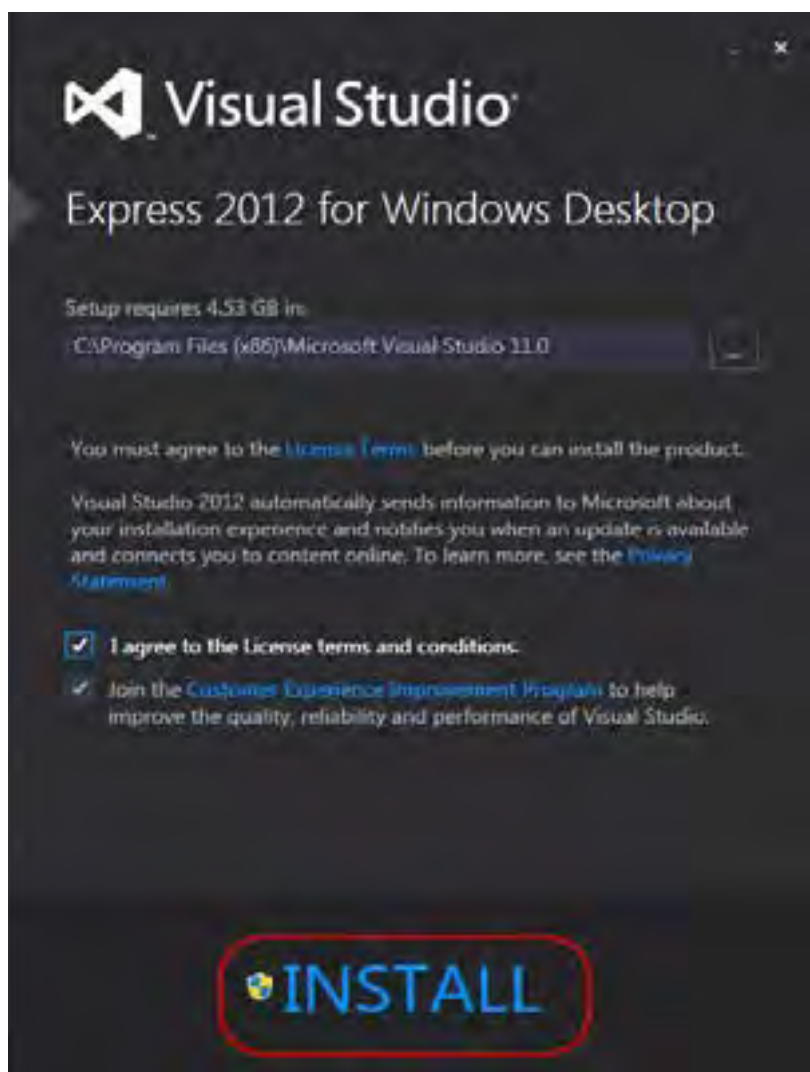 Visual Studio
Express 2012 for Windows Desktop
Setup requires 4.53 GB in:
C:\Program Files (x86)\Microsoft Visual Studio 11.0
...
You must agree to the License Terms before you can install the product.
Visual Studio 2012 automatically sends information to Microsoft about
your installation experience and notifies you when an update is available
and connects you to content online. To learn more, see the Privacy
Statement.
I agree to the License terms and conditions.
Join the Customer Experience Improvement Program to help
improve the quality, reliability and performance of Visual Studio.
INSTALL